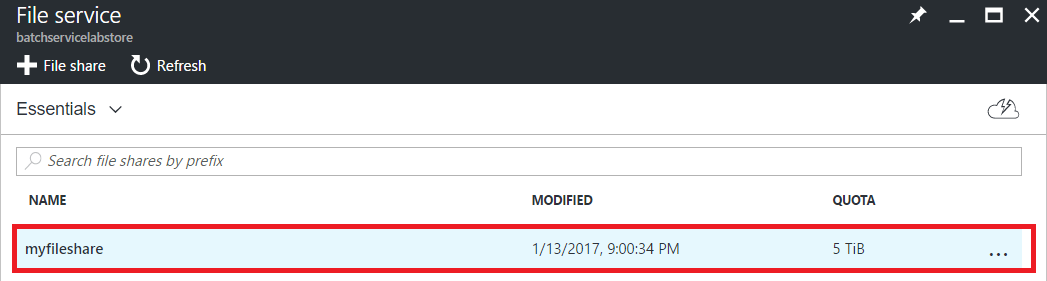 File service
batchservicelabstore
File share Refresh
Essentials
Search file shares by prefix
NAME MODIFIED QUOTA
myfileshare 1/13/2017, 9:00:34 PM 5 TiB ...